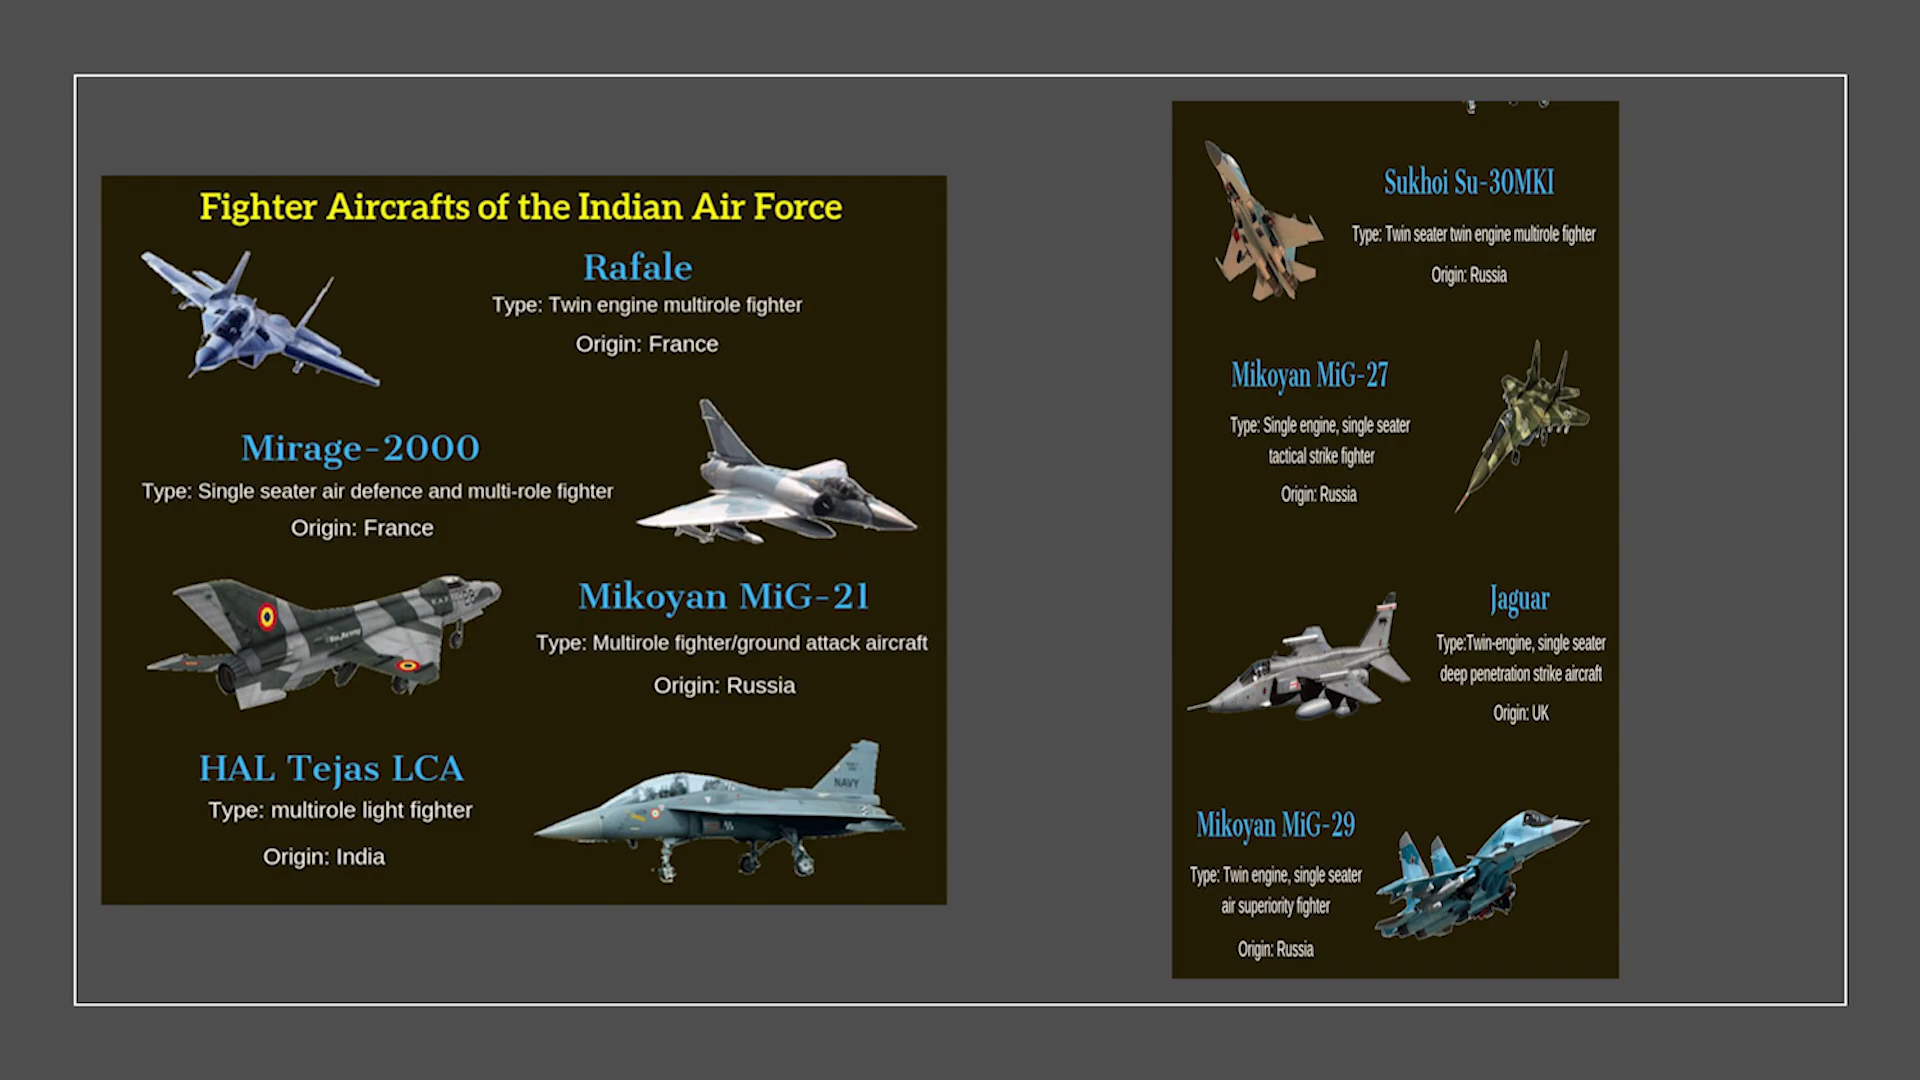 Fighter Aircrafts of the Indian Air Force
Rafale
Type: Twin engine multirole fighter
Origin: France
Mirage-2000
Type: Single seater air defence and multi-role fighter
Origin: France
Mikoyan MiG-21
Type: Multirole fighter/ground attack aircraft
Origin: Russia
HAL Tejas LCA
Type: multirole light fighter
Origin: India
NAVY
Sukhoi Su-30MKI
Type: Twin seater twin engine multirole fighter
Origin: Russia
Mikoyan MiG-27
Type: Single engine, single seater
tactical strike fighter
Origin: Russia
Jaguar
Type:Twin-engine, single seater
deep penetration strike aircraft
Origin: UK
Mikoyan MiG-29
Type: Twin engine, single seater
air superiority fighter
Origin: Russia